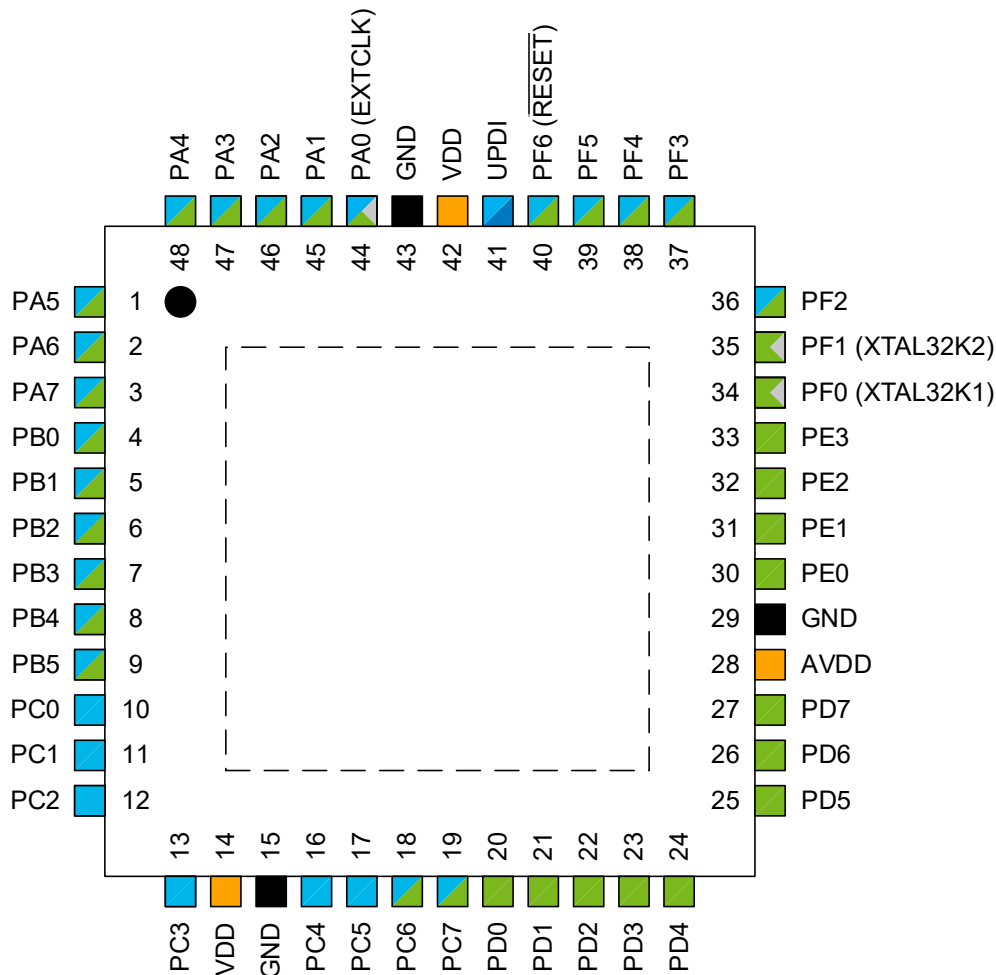 PA4 PA3 PA2 PA1 PA0 (EXTCLK) GND VDD UPDI PF6 (RESET) PF5 PF4 PF3
48 47 46 45 44 43 42 41 40 39 38 37
PA5 1 36 PF2
PA6 2 35 PF1 (XTAL32K2)
PA7 3 34 PF0 (XTAL32K1)
PB0 4 33 PE3
PB1 5 32 PE2
PB2 6 31 PE1
PB3 7 30 PE0
PB4 8 29 GND
PB5 9 28 AVDD
PC0 10 27 PD7
PC1 11 26 PD6
PC2 12 25 PD5
13 14 15 16 17 18 19 20 21 22 23 24
PC3 VDD GND PC4 PC5 PC6 PC7 PD0 PD1 PD2 PD3 PD4